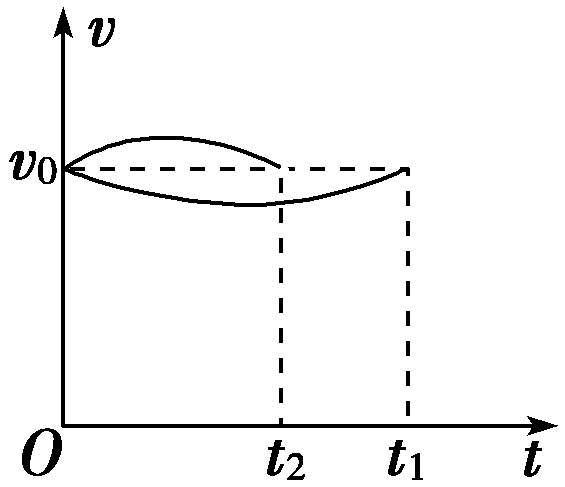 v
v₀
O t₂ t₁ t